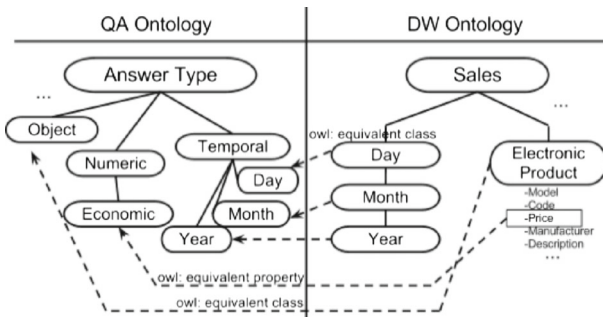 QA Ontology
DW Ontology
Answer Type
Sales
...
...
Object
Temporal
owl: equivalent class
Numeric
Day
Day
Electronic
Product
Economic
Month
Month
-Model
-Code
-Price
-Manufacturer
-Description
...
Year
Year
owl: equivalent property
owl: equivalent class